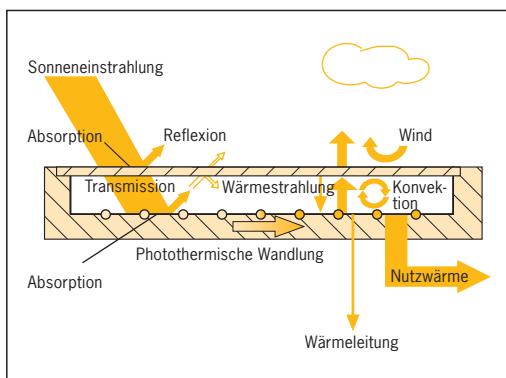 Sonneneinstrahlung
Absorption
Reflexion
Wind
Transmission
Wärmestrahlung
Konvek-
tion
Photothermische Wandlung
Absorption
Nutzwärme
Wärmeleitung